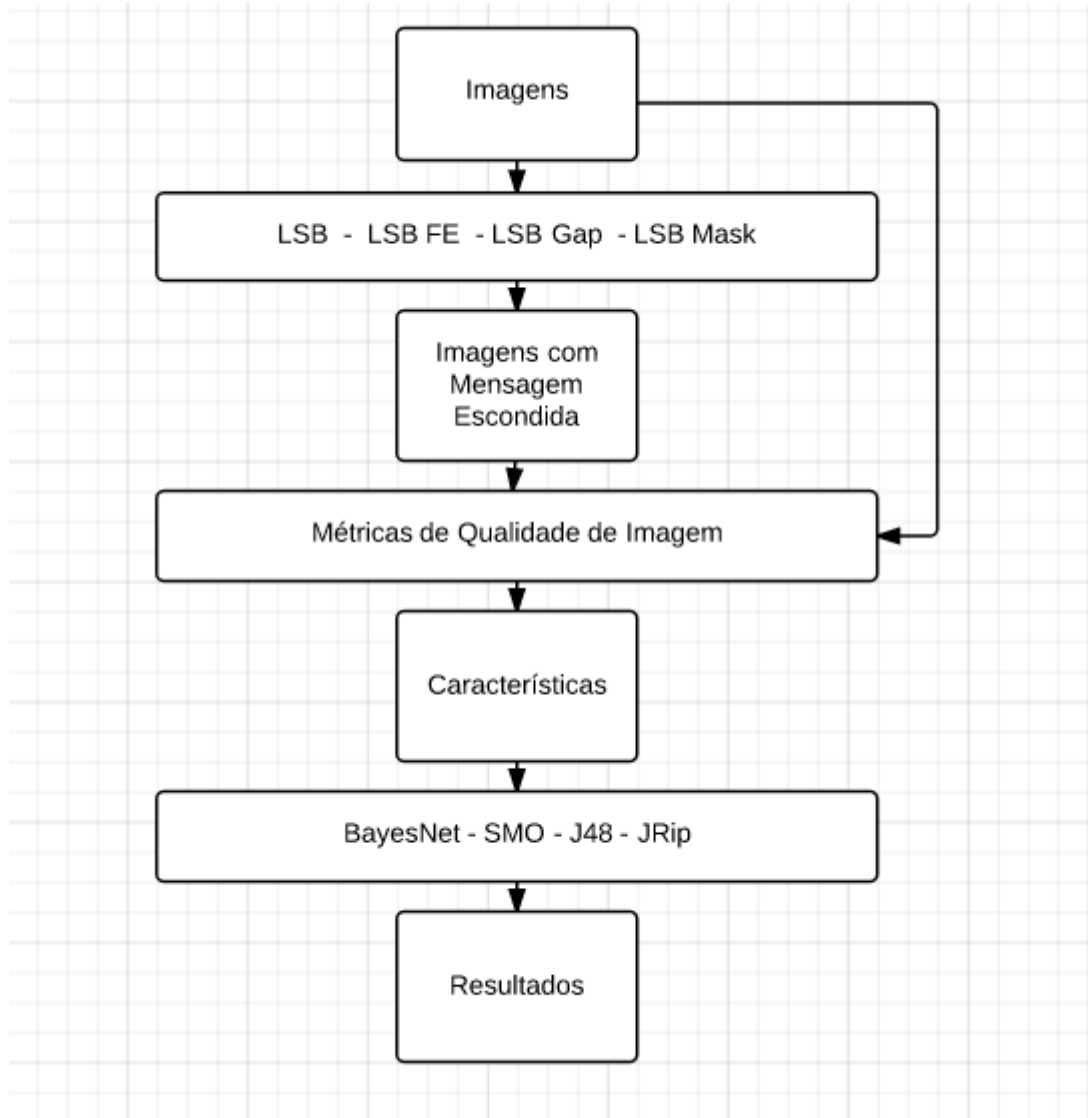 Imagens
LSB - LSB FE - LSB Gap - LSB Mask
Imagens com
Mensagem
Escondida
Métricas de Qualidade de Imagem
Características
BayesNet - SMO - J48 - JRip
Resultados